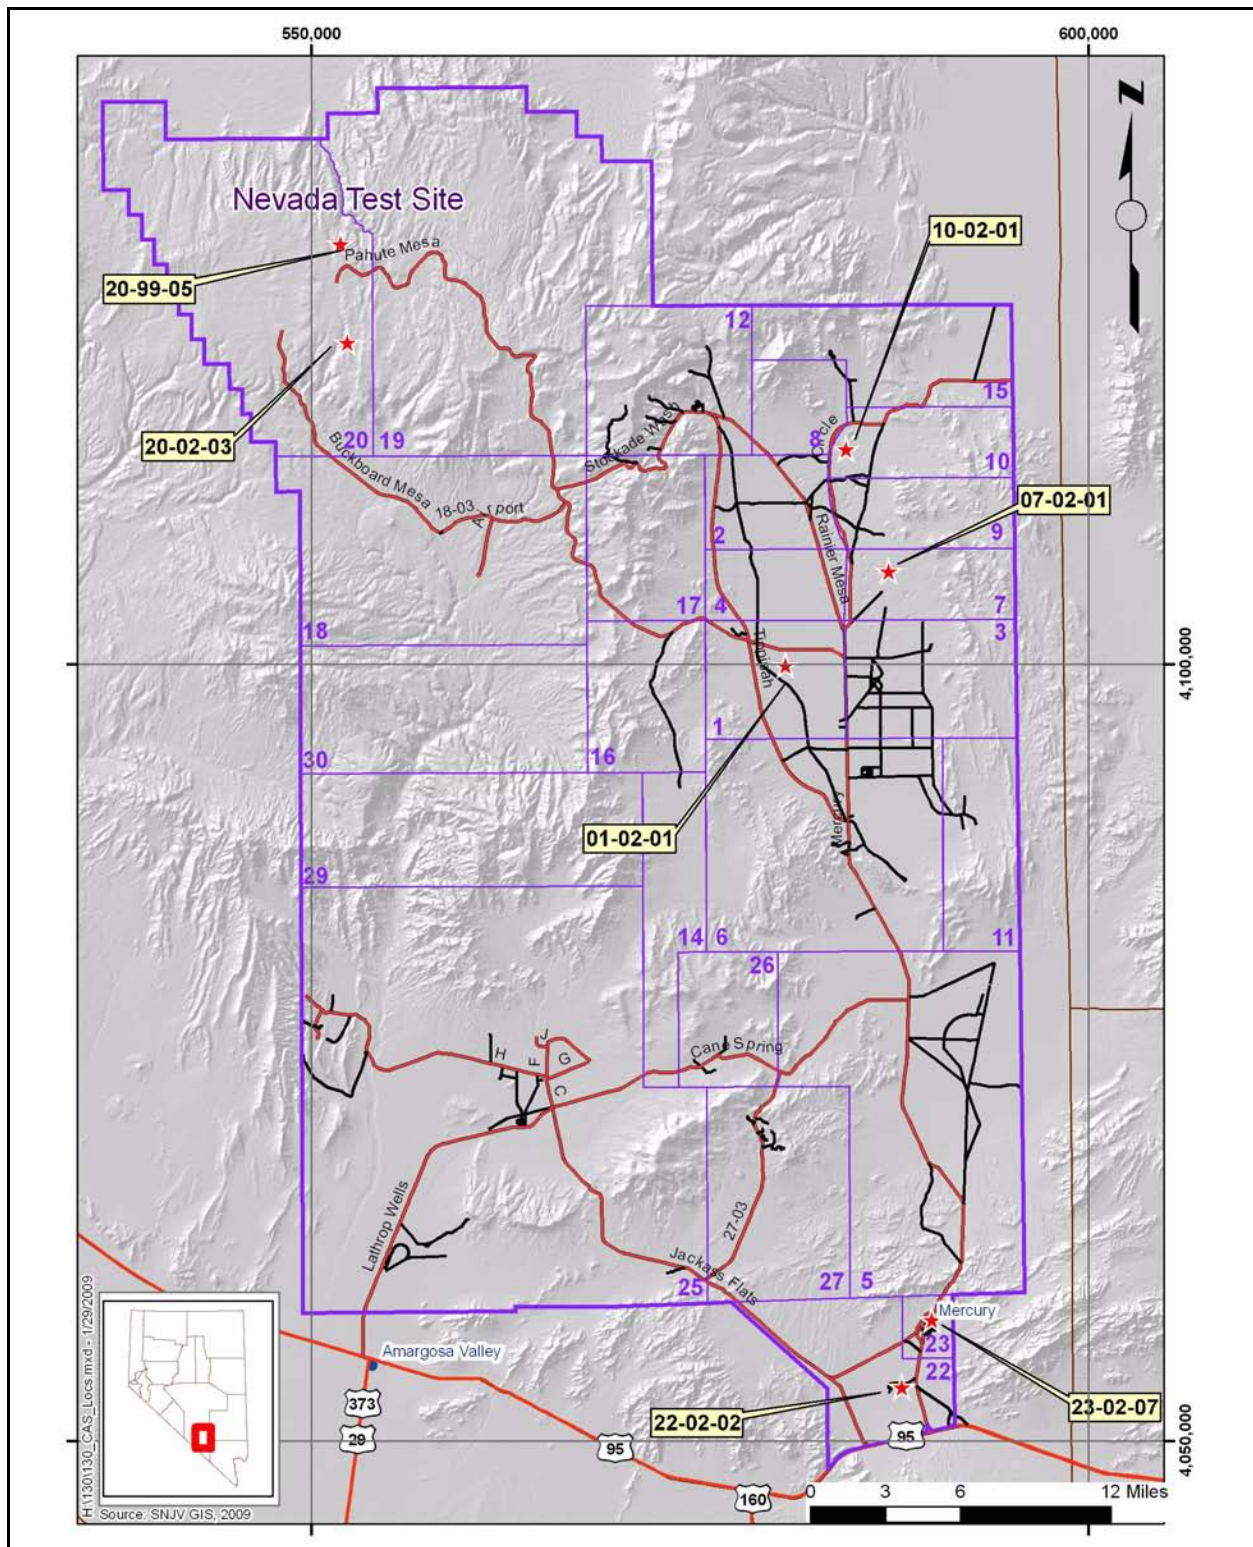 550,000
600,000
N
Nevada Test Site
Pahute Mesa
10-02-01
20-99-05
12
15
20-02-03
20
19
Stockade Wash
8
Circle
10
Buckboard Mesa
18-03
Airport
07-02-01
2
Rainier Mesa
9
17
4
7
18
3
Tippipah
4,100,000
1
30
16
Mercury
01-02-01
29
14
6
11
26
Cane Spring
H
J
F
G
C
Lathrop Wells
27-03
Jackass Flats
25
27
5
Mercury
23
22
Amargosa Valley
373
29
95
160
95
22-02-02
23-02-07
4,050,000
0 3 6 12 Miles
H:\130\130_CAS_Locs.mxd - 1/29/2009
Source: SNJV GIS, 2009